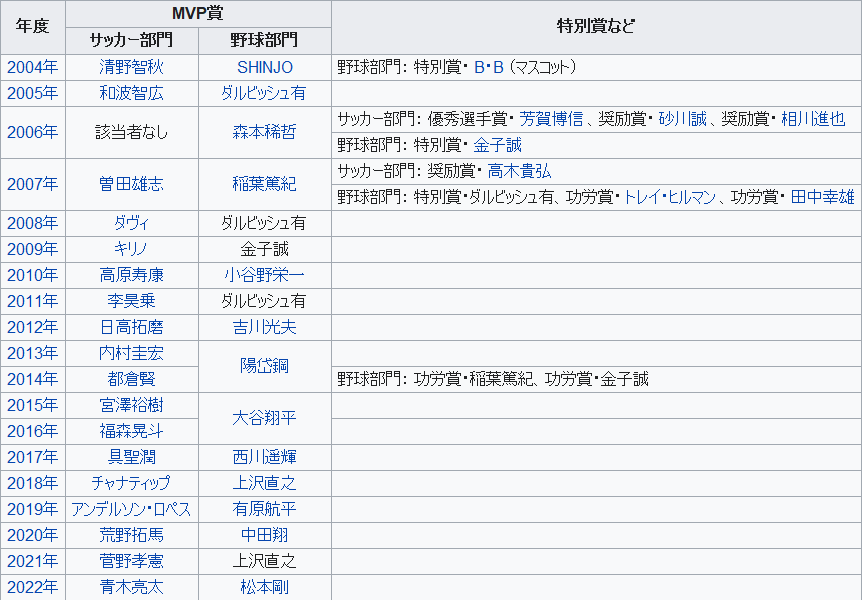 年度 MVP賞 特別賞など
サッカー部門 野球部門
2004年 清野智秋 SHINJO 野球部門: 特別賞・B・B (マスコット)
2005年 和波智広 ダルビッシュ有
2006年 該当者なし 森本稀哲 サッカー部門: 優秀選手賞・芳賀博信、奨励賞・砂川誠、奨励賞・相川進也
野球部門: 特別賞・金子誠
2007年 曽田雄志 稲葉篤紀 サッカー部門: 奨励賞・高木貴弘
野球部門: 特別賞・ダルビッシュ有、功労賞・トレイ・ヒルマン、功労賞・田中幸雄
2008年 ダヴィ ダルビッシュ有
2009年 キリノ 金子誠
2010年 高原寿康 小谷野栄一
2011年 李昊乗 ダルビッシュ有
2012年 日高拓磨 吉川光夫
2013年 内村圭宏 陽岱鋼
2014年 都倉賢 野球部門: 功労賞・稲葉篤紀、功労賞・金子誠
2015年 宮澤裕樹 大谷翔平
2016年 福森晃斗
2017年 具聖潤 西川遥輝
2018年 チャナティップ 上沢直之
2019年 アンデルソン・ロペス 有原航平
2020年 荒野拓馬 中田翔
2021年 菅野孝憲 上沢直之
2022年 青木亮太 松本剛